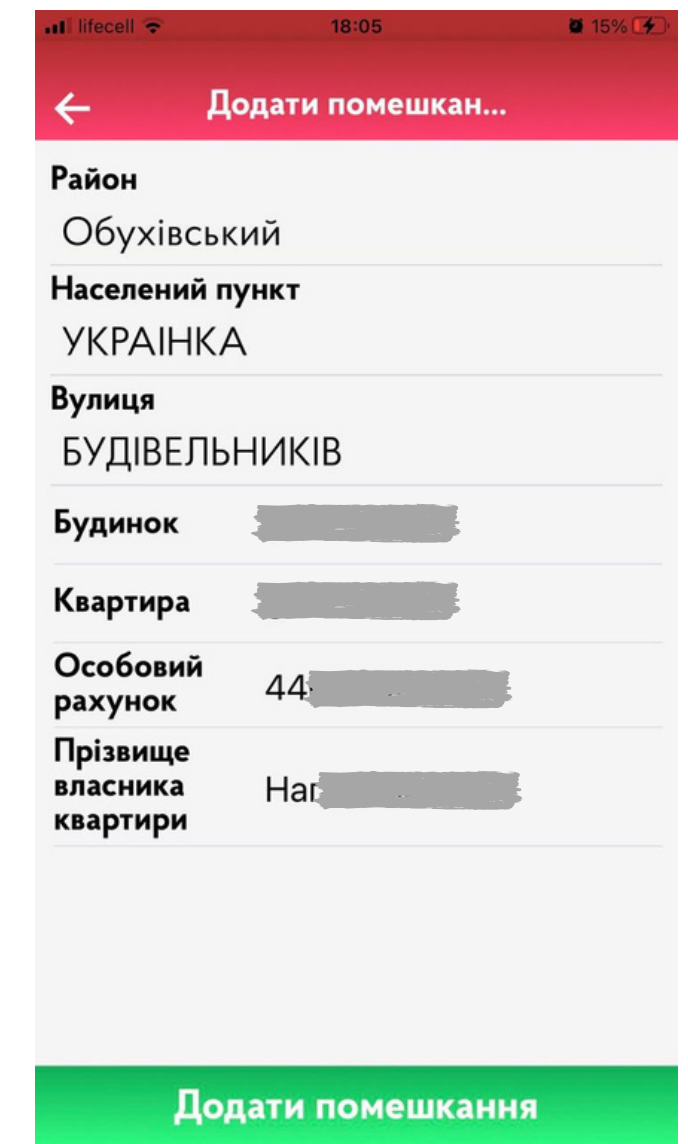 lifecell 18:05 15%
Додати помешкан...
Район
Обухівський
Населений пункт
УКРАІНКА
Вулиця
БУДІВЕЛЬНИКІВ
Будинок
Квартира
Особовий
рахунок
44
Прізвище
власника
квартири
Додати помешкання